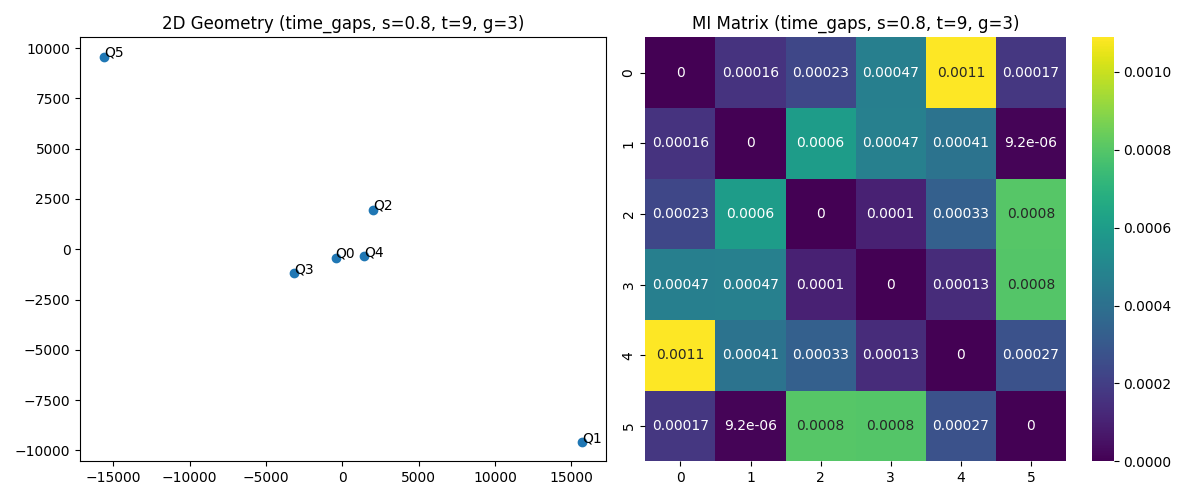 2D Geometry (time_gaps, s=0.8, t=9, g=3)
10000
7500
5000
2500
0
−2500
−5000
−7500
−10000
−15000 −10000 −5000 0 5000 10000 15000
Q5
Q2
Q0
Q4
Q3
Q1
MI Matrix (time_gaps, s=0.8, t=9, g=3)
0 0 0.00016 0.00023 0.00047 0.0011 0.00017
1 0.00016 0 0.0006 0.00047 0.00041 9.2e-06
2 0.00023 0.0006 0 0.0001 0.00033 0.0008
3 0.00047 0.00047 0.0001 0 0.00013 0.0008
4 0.0011 0.00041 0.00033 0.00013 0 0.00027
5 0.00017 9.2e-06 0.0008 0.0008 0.00027 0
0 1 2 3 4 5
0.0010
0.0008
0.0006
0.0004
0.0002
0.0000